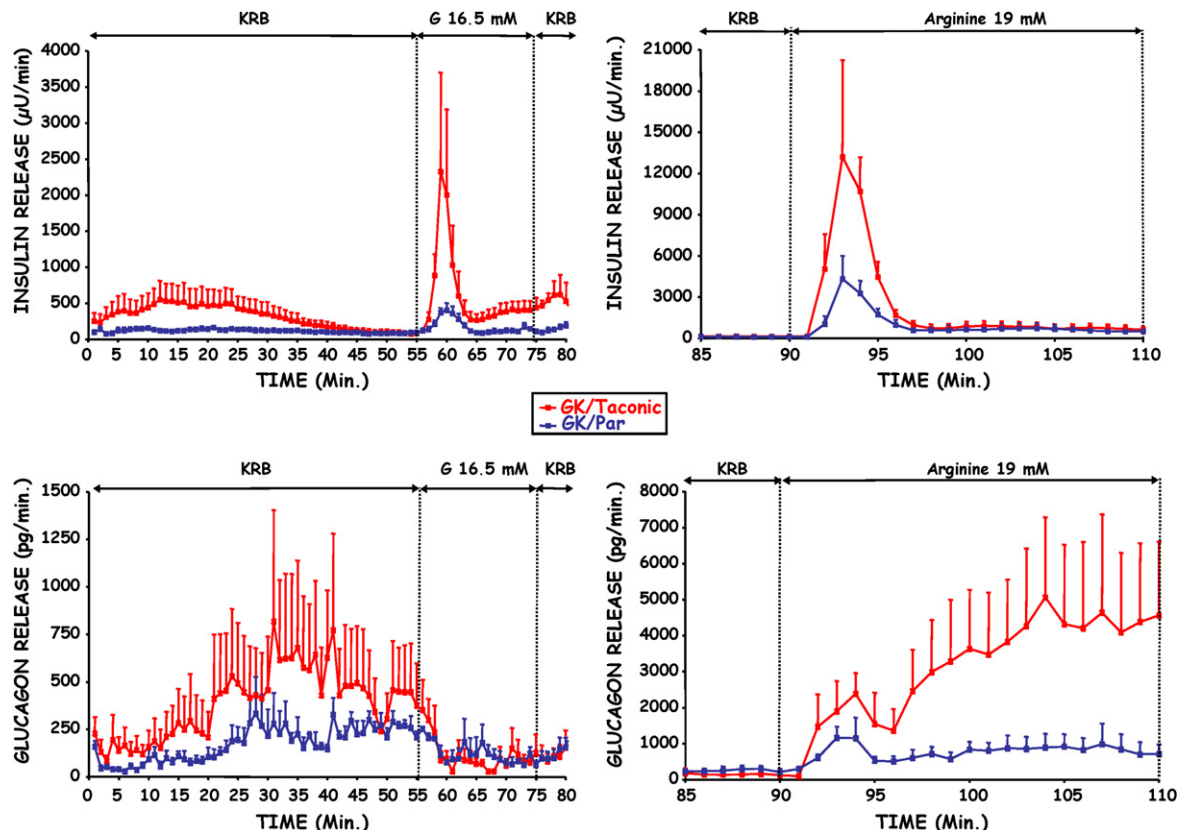 KRB G 16.5 mM KRB
4000
3500
3000
2500
2000
1500
1000
500
0
INSULIN RELEASE (µU/min)
0 5 10 15 20 25 30 35 40 45 50 55 60 65 70 75 80
TIME (Min.)
KRB Arginine 19 mM
21000
18000
15000
12000
9000
6000
3000
0
INSULIN RELEASE (µU/min.)
85 90 95 100 105 110
TIME (Min.)
GK/Taconic
GK/Par
KRB G 16.5 mM KRB
1500
1250
1000
750
500
250
0
GLUCAGON RELEASE (pg/min.)
0 5 10 15 20 25 30 35 40 45 50 55 60 65 70 75 80
TIME (Min.)
KRB Arginine 19 mM
8000
7000
6000
5000
4000
3000
2000
1000
0
GLUCAGON RELEASE (pg/min.)
85 90 95 100 105 110
TIME (Min.)